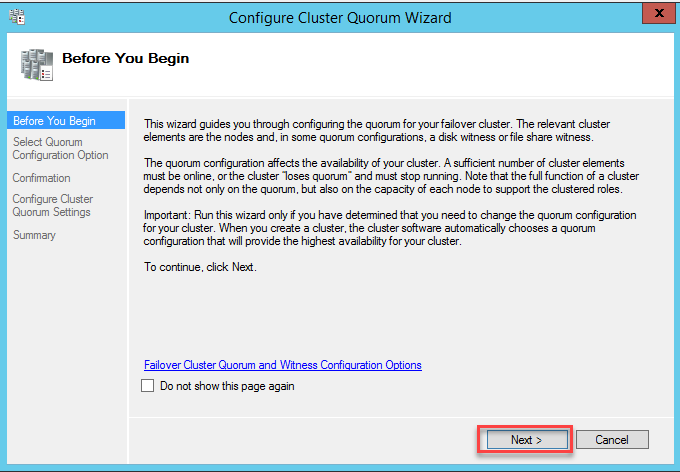 Configure Cluster Quorum Wizard
x
Before You Begin
Before You Begin
Select Quorum
Configuration Option
Confirmation
Configure Cluster
Quorum Settings
Summary
This wizard guides you through configuring the quorum for your failover cluster. The relevant cluster
elements are the nodes and, in some quorum configurations, a disk witness or file share witness.
The quorum configuration affects the availability of your cluster. A sufficient number of cluster elements
must be online, or the cluster "loses quorum" and must stop running. Note that the full function of a cluster
depends not only on the quorum, but also on the capacity of each node to support the clustered roles.
Important: Run this wizard only if you have determined that you need to change the quorum configuration
for your cluster. When you create a cluster, the cluster software automatically chooses a quorum
configuration that will provide the highest availability for your cluster.
To continue, click Next.
Failover Cluster Quorum and Witness Configuration Options
Do not show this page again
Next >
Cancel